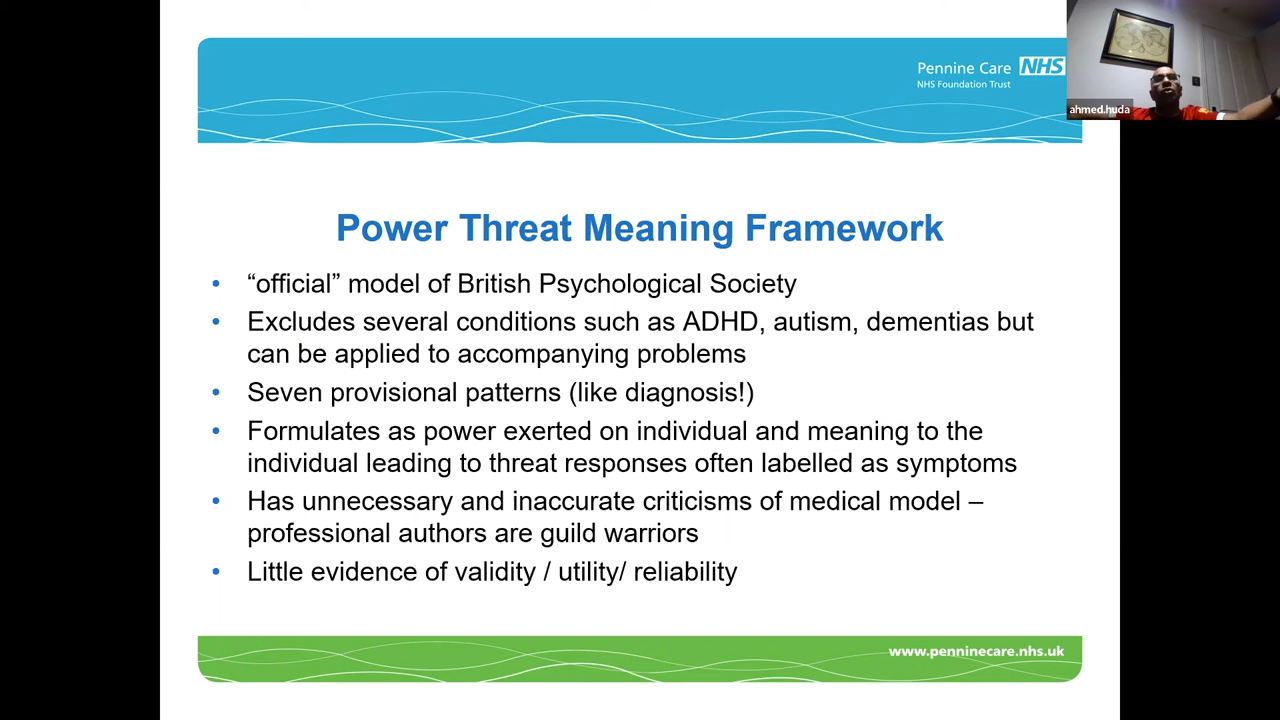 Pennine Care NHS
NHS Foundation Trust
ahmed.huda
Power Threat Meaning Framework
• “official” model of British Psychological Society
• Excludes several conditions such as ADHD, autism, dementias but
can be applied to accompanying problems
• Seven provisional patterns (like diagnosis!)
• Formulates as power exerted on individual and meaning to the
individual leading to threat responses often labelled as symptoms
• Has unnecessary and inaccurate criticisms of medical model –
professional authors are guild warriors
• Little evidence of validity / utility/ reliability
www.penninecare.nhs.uk